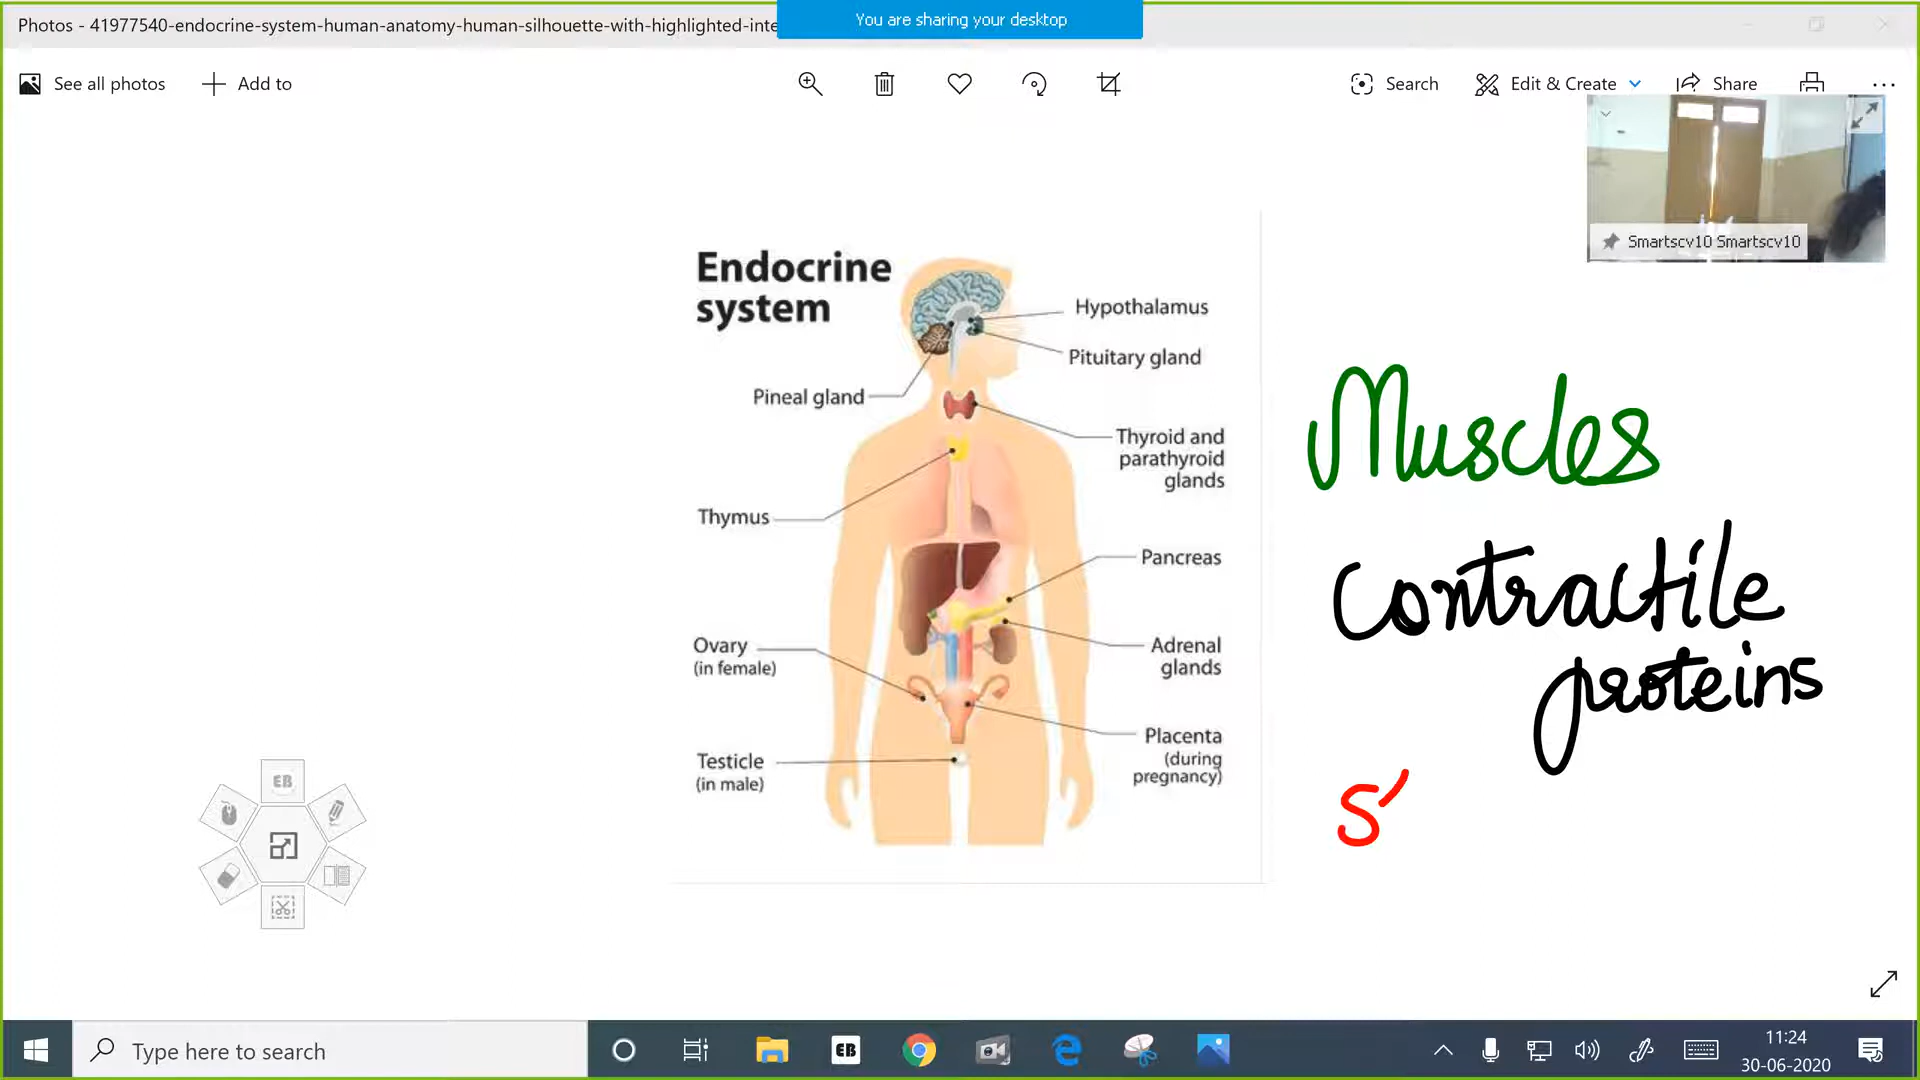 Photos - 41977540-endocrine-system-human-anatomy-human-silhouette-with-highlighted-inte
You are sharing your desktop
See all photos
Add to
Search
Edit & Create
Share
Smartscv10 Smartscv10
Endocrine
system
Hypothalamus
Pituitary gland
Pineal gland
Thyroid and
parathyroid
glands
Thymus
Pancreas
Ovary
(in female)
Adrenal
glands
Placenta
(during
pregnancy)
Testicle
(in male)
Muscles
Contractile
proteins
S
EB
Type here to search
EB
11:24
30-06-2020